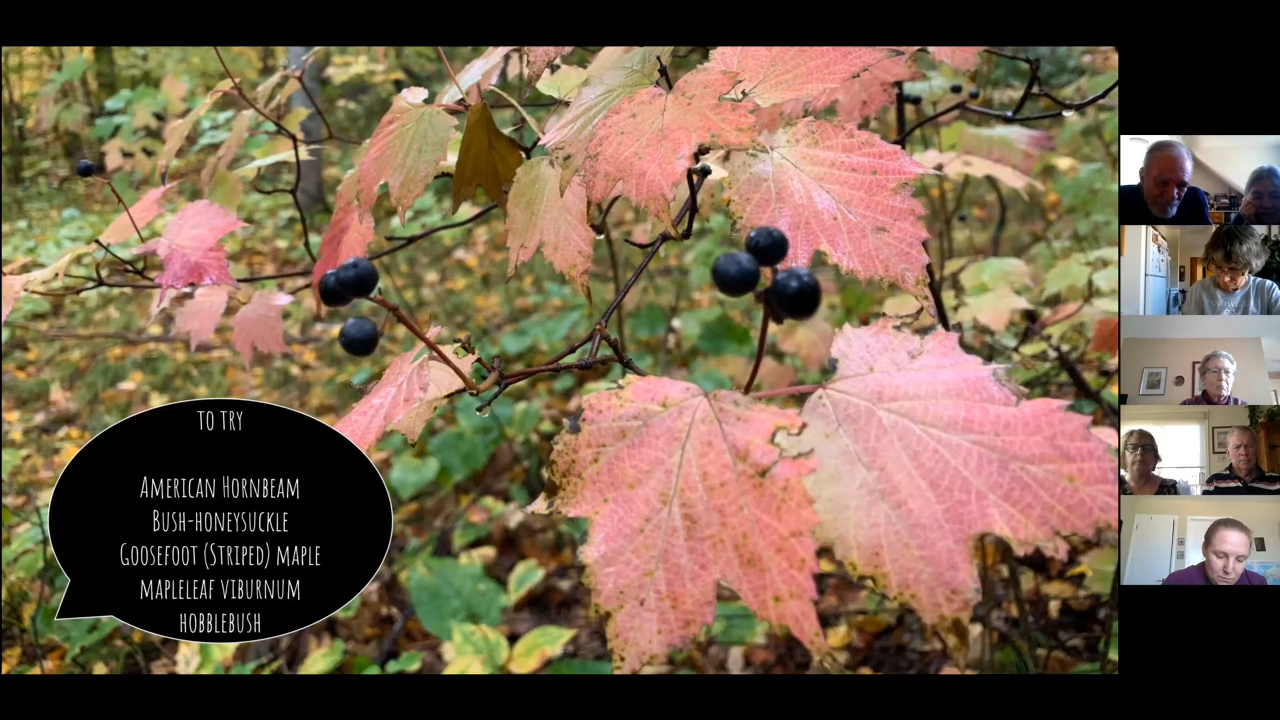 TO TRY
AMERICAN HORNBEAM
BUSH-HONEYSUCKLE
GOOSEFOOT (STRIPED) MAPLE
MAPLELEAF VIBURNUM
HOBBLEBUSH